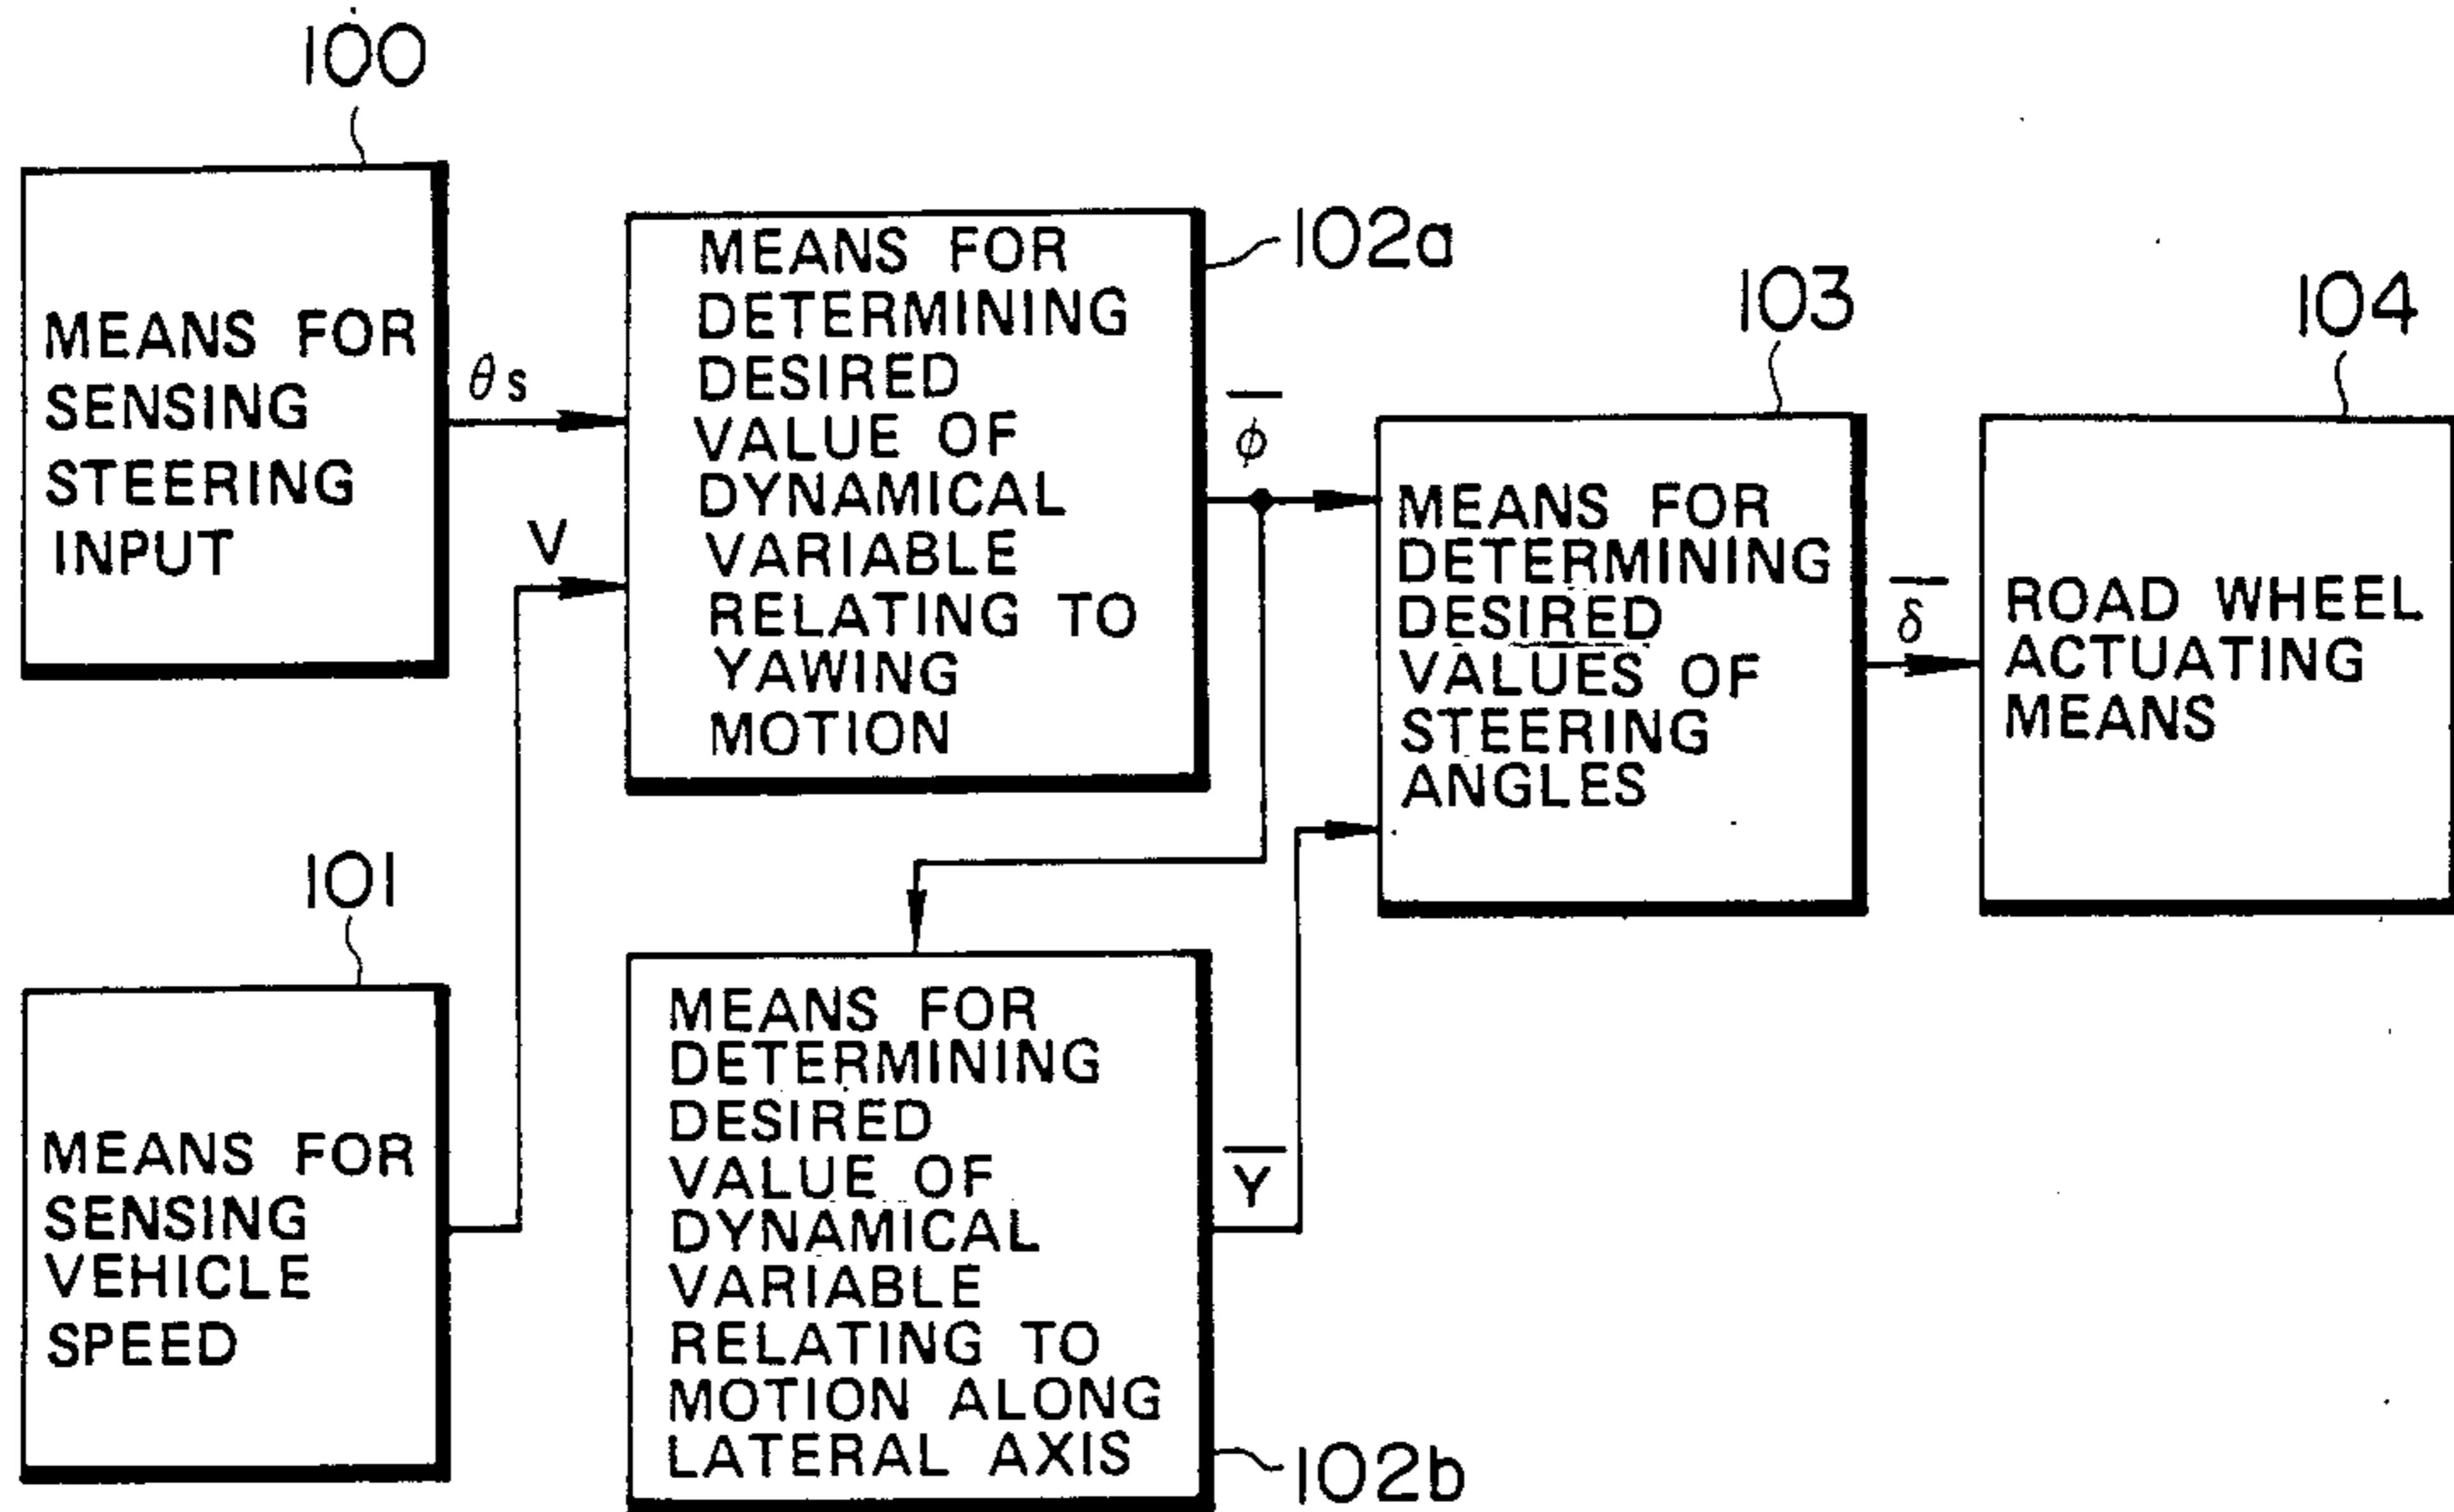 100
MEANS FOR
SENSING
STEERING
INPUT
θs
V
101
MEANS FOR
SENSING
VEHICLE
SPEED
102a
MEANS FOR
DETERMINING
DESIRED
VALUE OF
DYNAMICAL
VARIABLE
RELATING TO
YAWING
MOTION
φ̅
102b
MEANS FOR
DETERMINING
DESIRED
VALUE OF
DYNAMICAL
VARIABLE
RELATING TO
MOTION ALONG
LATERAL AXIS
Y̅
103
MEANS FOR
DETERMINING
DESIRED
VALUES OF
STEERING
ANGLES
δ̅
104
ROAD WHEEL
ACTUATING
MEANS